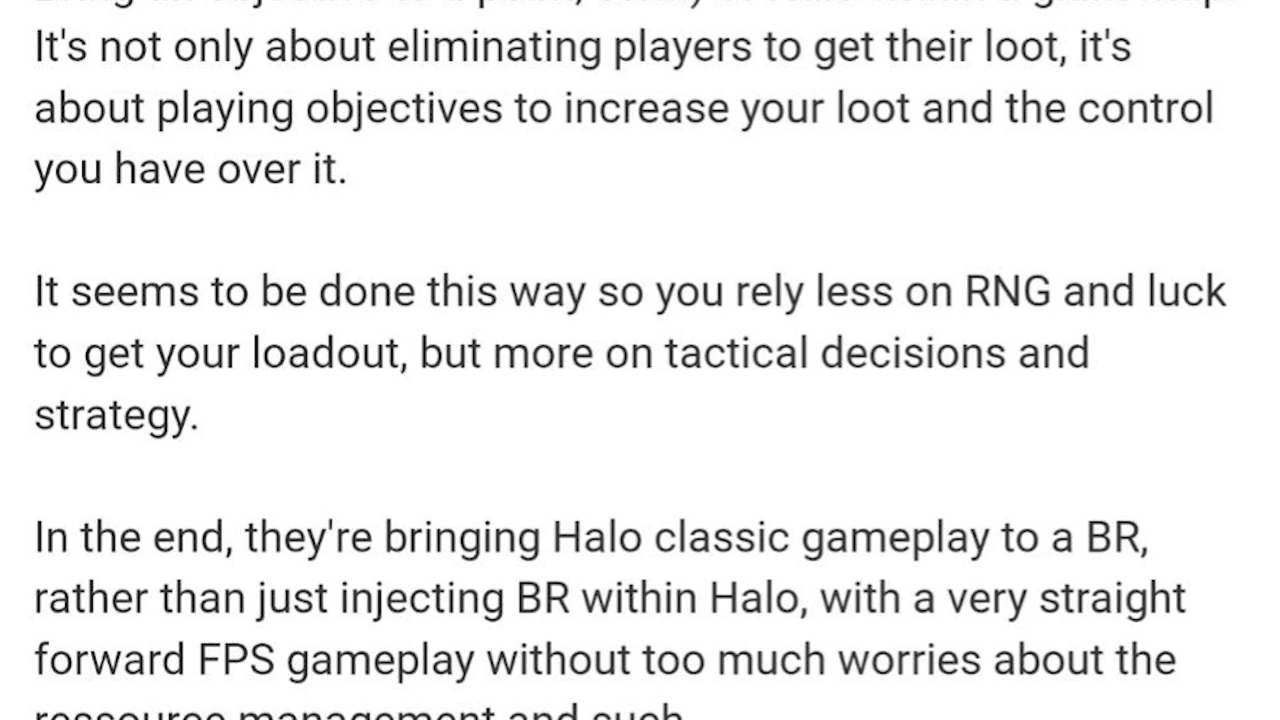 It's not only about eliminating players to get their loot, it's
about playing objectives to increase your loot and the control
you have over it.
It seems to be done this way so you rely less on RNG and luck
to get your loadout, but more on tactical decisions and
strategy.
In the end, they're bringing Halo classic gameplay to a BR,
rather than just injecting BR within Halo, with a very straight
forward FPS gameplay without too much worries about the
ressource management and such